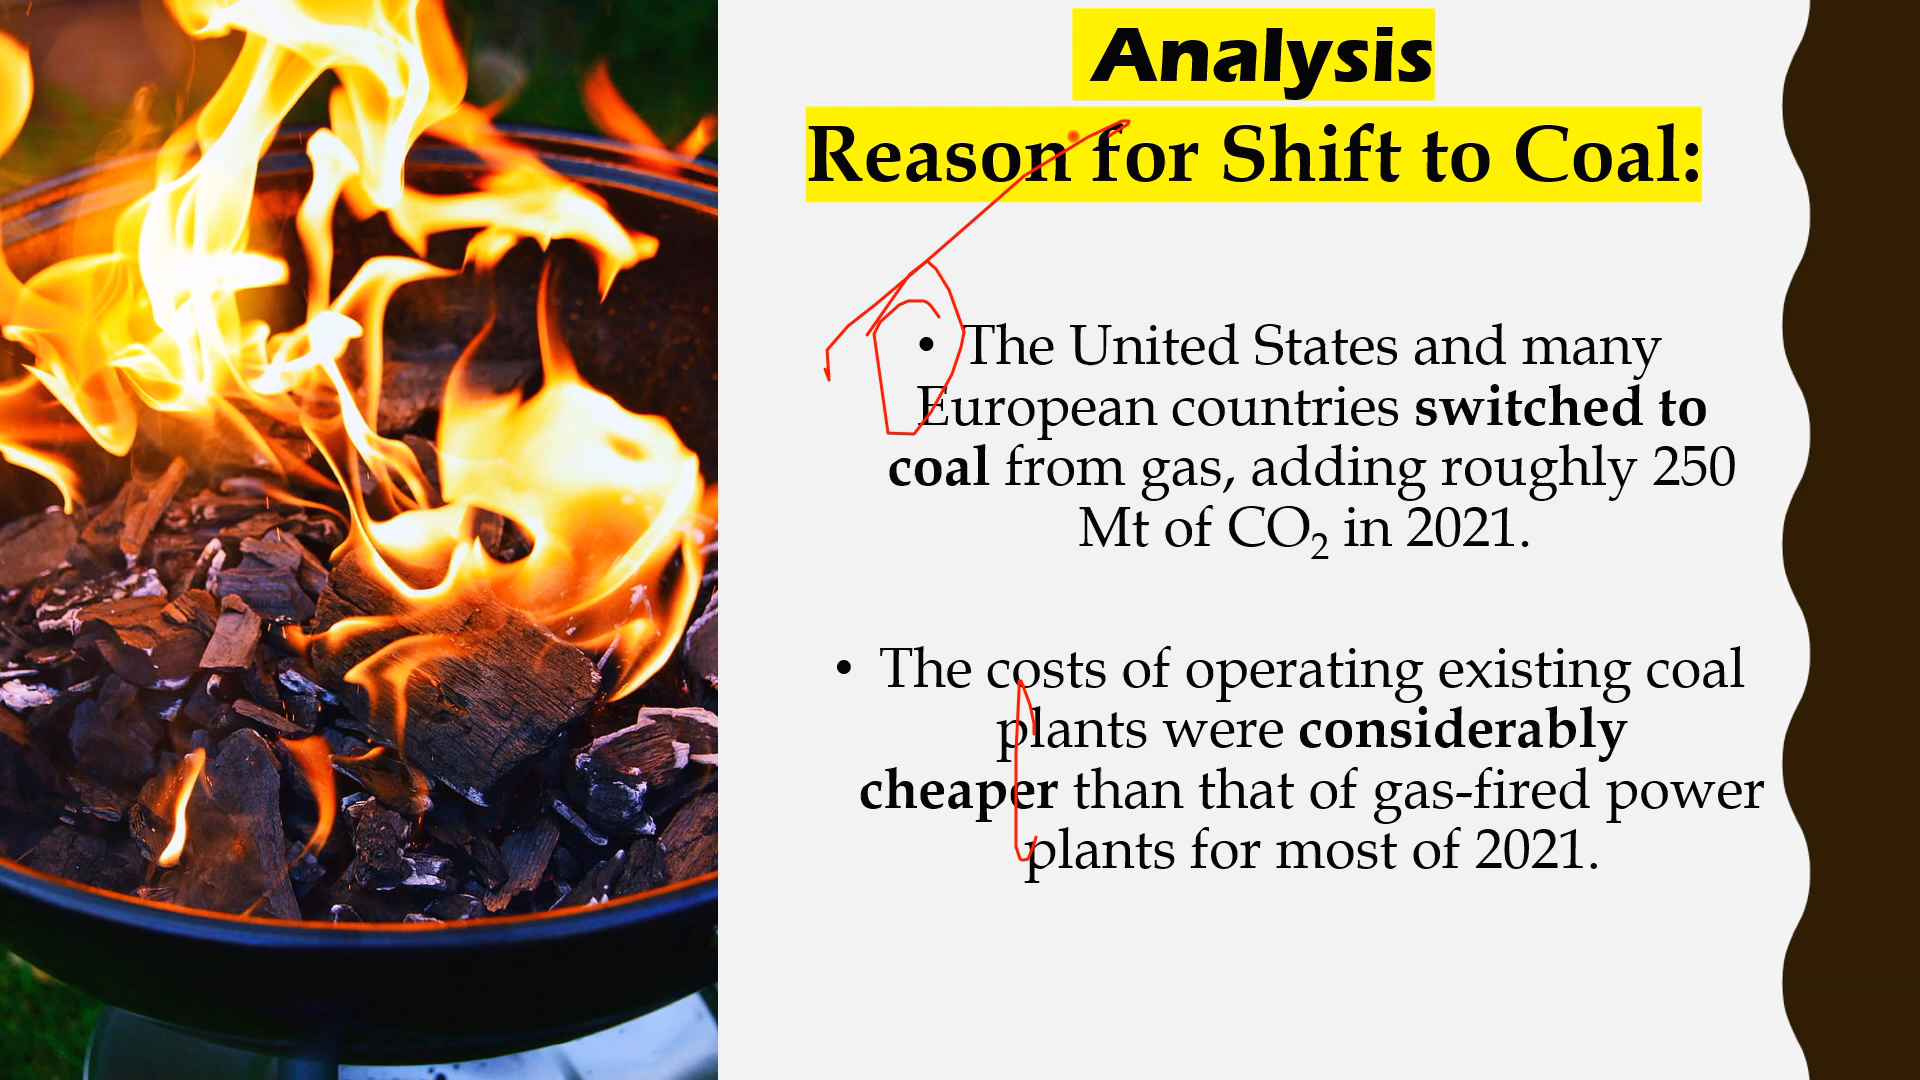 Analysis
Reason for Shift to Coal:
• The United States and many
European countries switched to
coal from gas, adding roughly 250
Mt of CO₂ in 2021.
• The costs of operating existing coal
plants were considerably
cheaper than that of gas-fired power
plants for most of 2021.